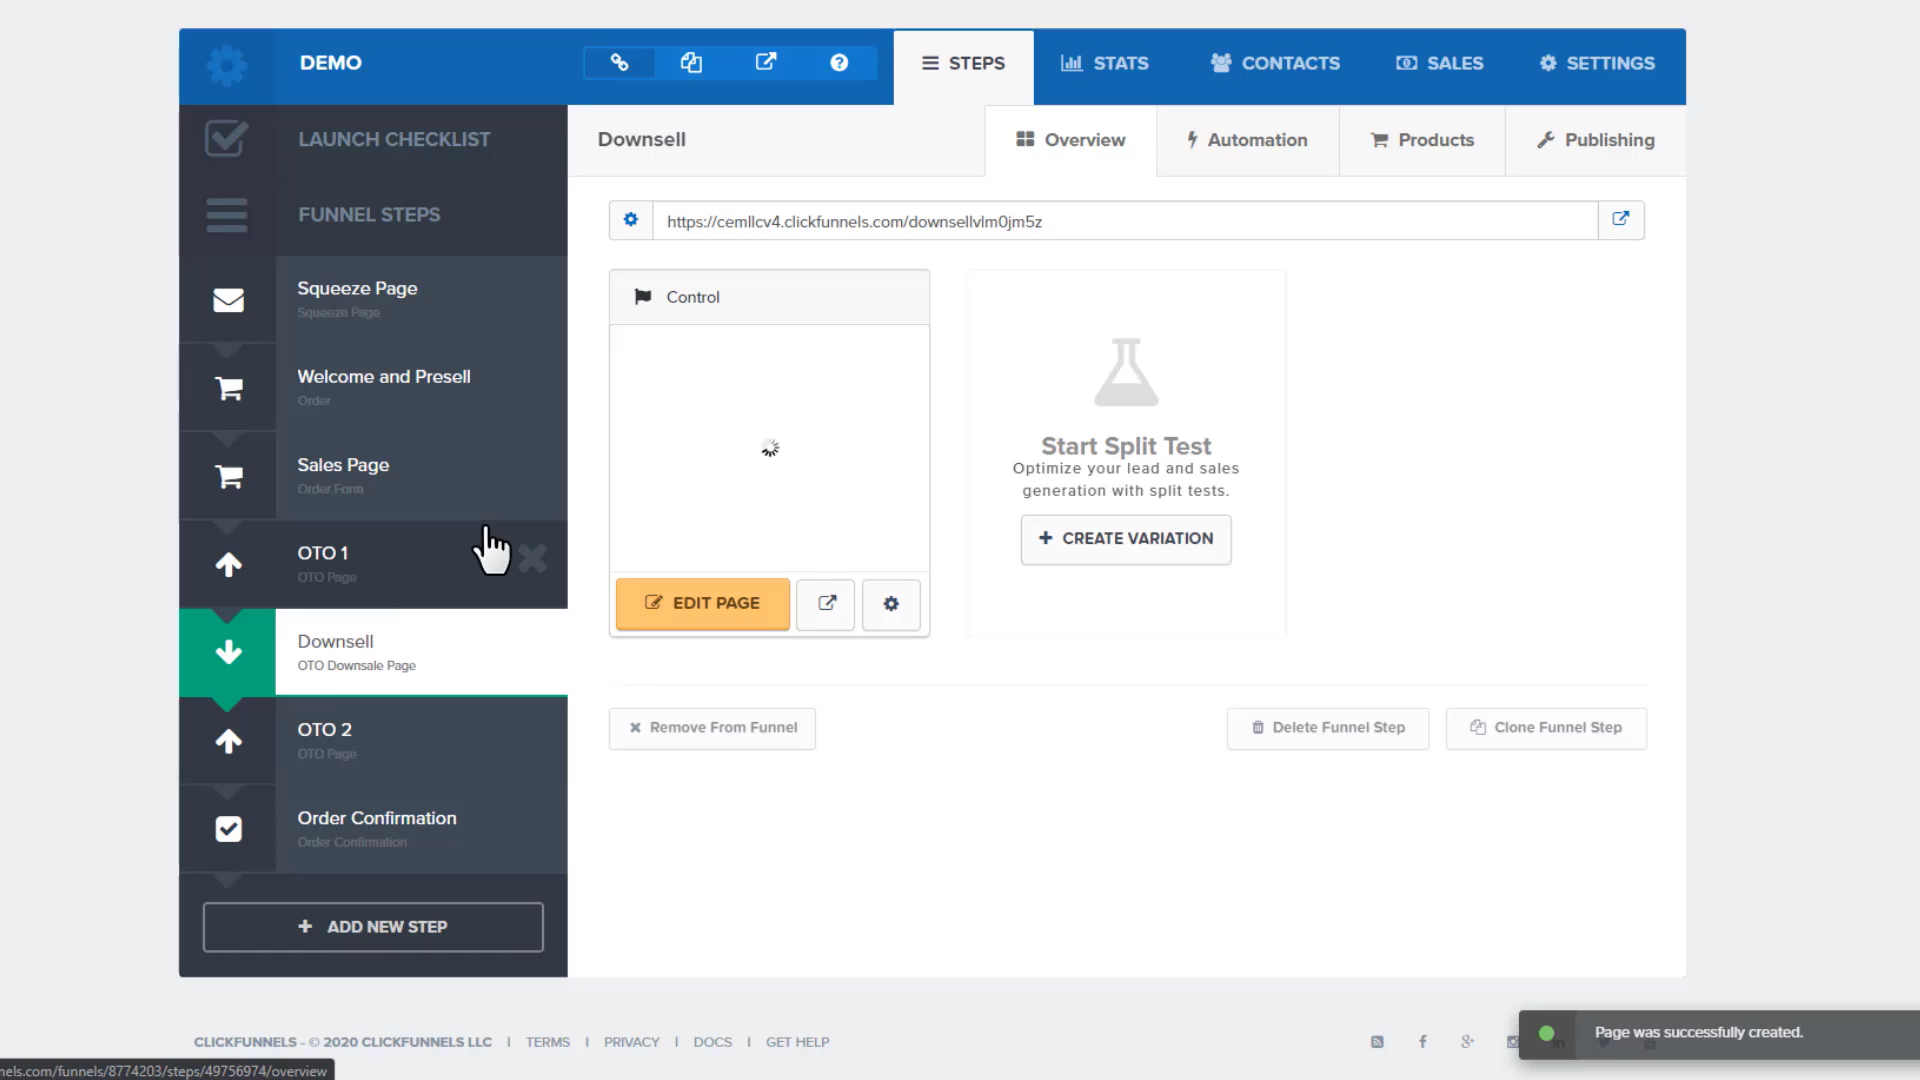 DEMO
STEPS
STATS
CONTACTS
SALES
SETTINGS
LAUNCH CHECKLIST
Downsell
Overview
Automation
Products
Publishing
FUNNEL STEPS
https://cemllcv4.clickfunnels.com/downsellvlm0jm5z
Squeeze Page
Squeeze Page
Welcome and Presell
Order
Sales Page
Order Form
OTO 1
OTO Page
Downsell
OTO Downsale Page
OTO 2
OTO Page
Order Confirmation
Order Confirmation
+ ADD NEW STEP
Control
EDIT PAGE
Start Split Test
Optimize your lead and sales
generation with split tests.
+ CREATE VARIATION
Remove From Funnel
Delete Funnel Step
Clone Funnel Step
CLICKFUNNELS - © 2020 CLICKFUNNELS LLC | TERMS | PRIVACY | DOCS | GET HELP
Page was successfully created.
nels.com/funnels/8774203/steps/49756974/overview